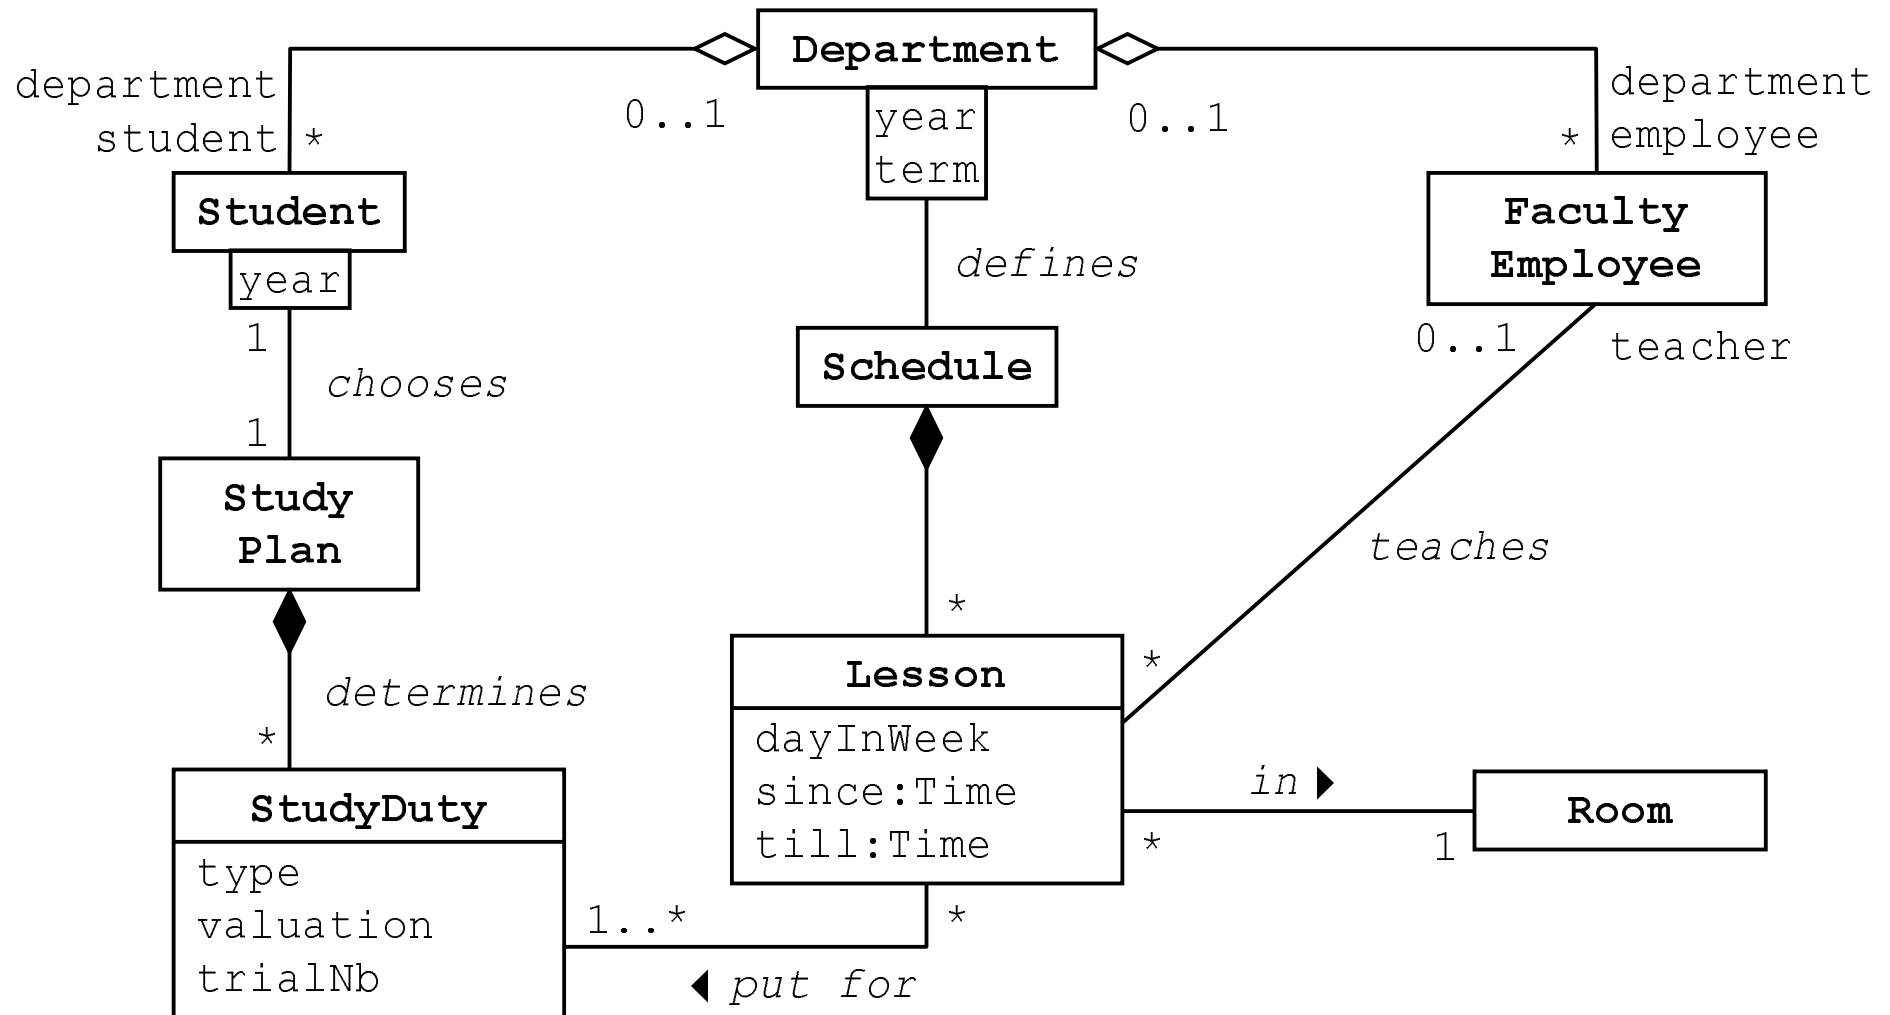 Department
year
term
0..1
0..1
department
student
*
department
employee
*
Student
year
1
chooses
1
defines
Faculty
Employee
0..1
teacher
Schedule
Study
Plan
teaches
*
determines
*
Lesson
dayInWeek
since:Time
till:Time
*
in
*
1
Room
StudyDuty
type
valuation
trialNb
1..*
*
put for